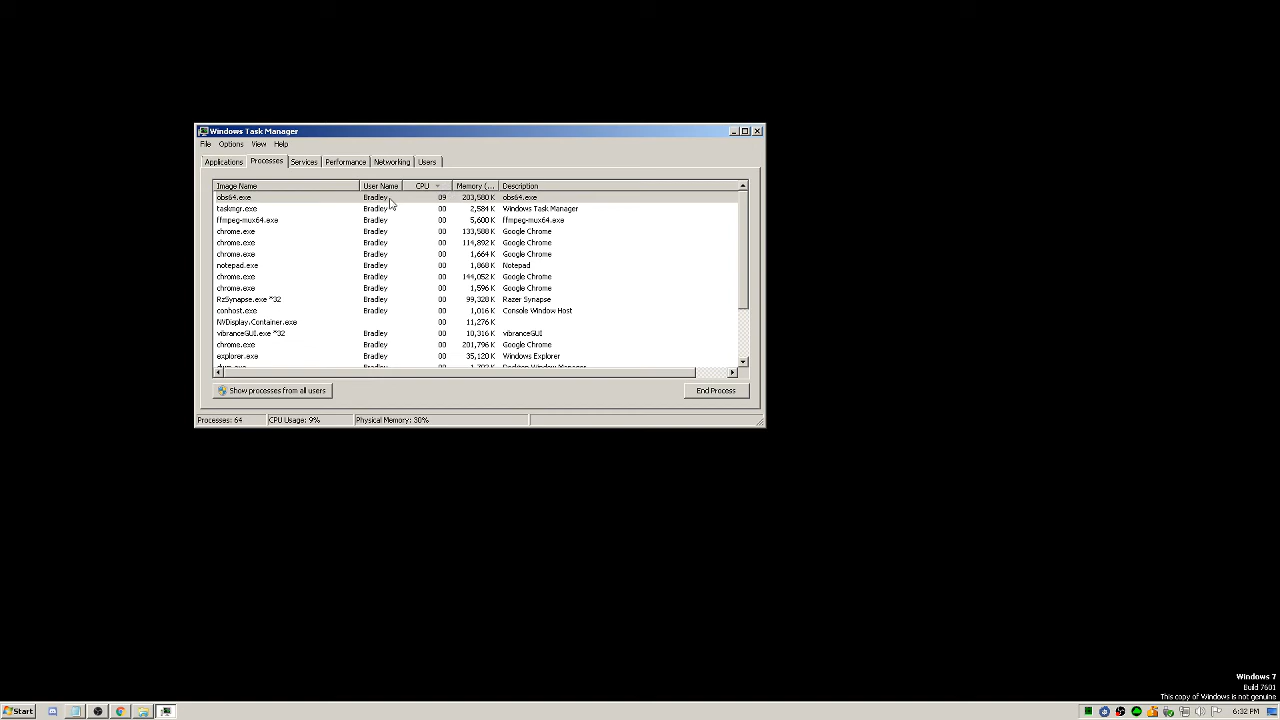 Windows Task Manager
File Options View Help
Applications Processes Services Performance Networking Users
Image Name User Name CPU Memory (... Description
obs64.exe Bradley 09 203,580 K obs64.exe
taskmgr.exe Bradley 00 2,584 K Windows Task Manager
ffmpeg-mux64.exe Bradley 00 5,600 K ffmpeg-mux64.exe
chrome.exe Bradley 00 133,588 K Google Chrome
chrome.exe Bradley 00 114,892 K Google Chrome
chrome.exe Bradley 00 1,664 K Google Chrome
notepad.exe Bradley 00 1,868 K Notepad
chrome.exe Bradley 00 144,052 K Google Chrome
chrome.exe Bradley 00 1,596 K Google Chrome
RzSynapse.exe *32 Bradley 00 99,328 K Razer Synapse
conhost.exe Bradley 00 1,016 K Console Window Host
NVDisplay.Container.exe 00 11,276 K
vibranceGUI.exe *32 Bradley 00 10,316 K vibranceGUI
chrome.exe Bradley 00 201,796 K Google Chrome
explorer.exe Bradley 00 35,120 K Windows Explorer
Show processes from all users End Process
Processes: 64 CPU Usage: 9% Physical Memory: 30%
Windows 7
Build 7601
This copy of Windows is not genuine
Start 6:32 PM